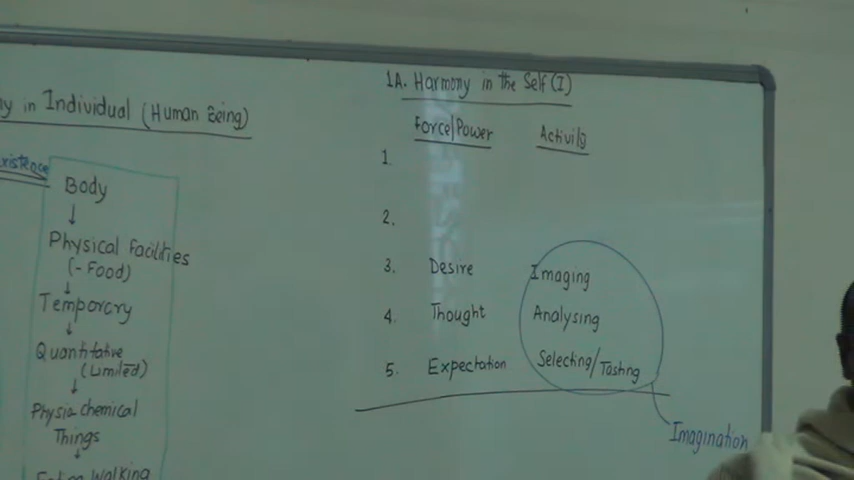 1A. Harmony in the Self (I)
in Individual (Human Being)
Force/Power Activity
Body
1.
2.
Physical Facilities
(- Food)
3. Desire Imaging
Temporary
4. Thought Analysing
Quantitative
(Limited)
5. Expectation Selecting/Tasting
Physio chemical
Things
Imagination
Walking